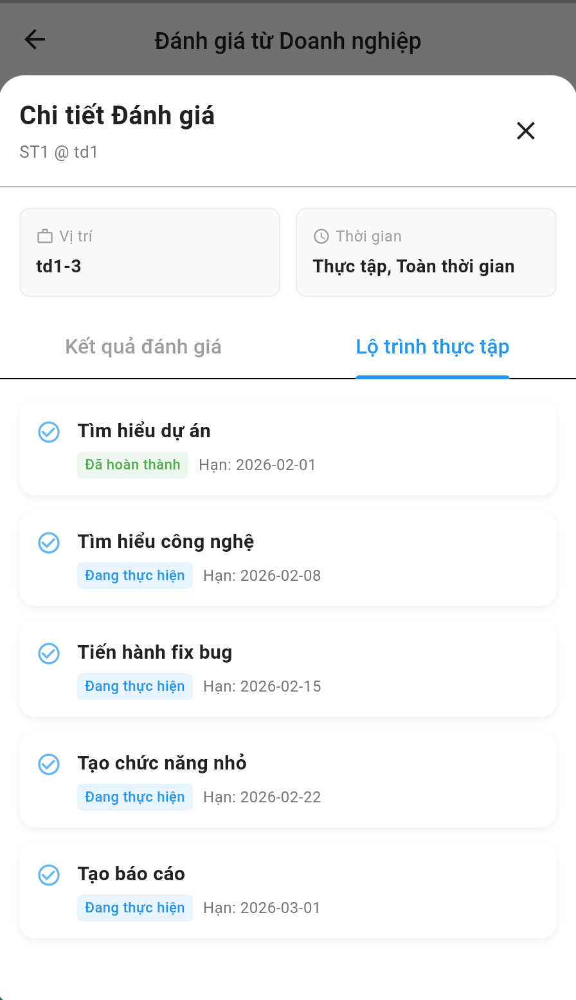 Đánh giá từ Doanh nghiệp
Chi tiết Đánh giá
ST1 @ td1
Vị trí
td1-3
Thời gian
Thực tập, Toàn thời gian
Kết quả đánh giá
Lộ trình thực tập
Tìm hiểu dự án
Đã hoàn thành Hạn: 2026-02-01
Tìm hiểu công nghệ
Đang thực hiện Hạn: 2026-02-08
Tiến hành fix bug
Đang thực hiện Hạn: 2026-02-15
Tạo chức năng nhỏ
Đang thực hiện Hạn: 2026-02-22
Tạo báo cáo
Đang thực hiện Hạn: 2026-03-01